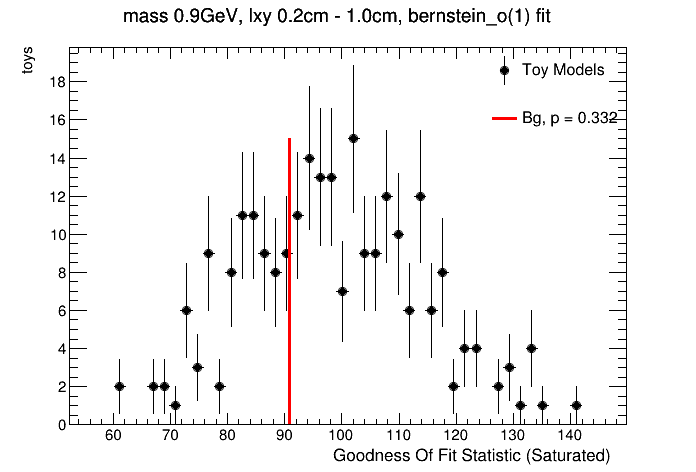 mass 0.9GeV, lxy 0.2cm - 1.0cm, bernstein_o(1) fit
toys
Toy Models
Bg, p = 0.332
18
16
14
12
10
8
6
4
2
0
60 70 80 90 100 110 120 130 140
Goodness Of Fit Statistic (Saturated)